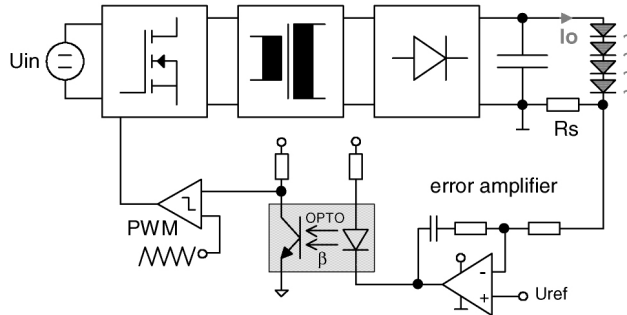 Io
Uin
Rs
OPTO
β
PWM
error amplifier
-
+
Uref